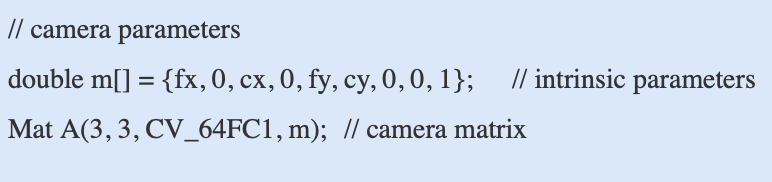 // camera parameters
double m[] = {fx, 0, cx, 0, fy, cy, 0, 0, 1}; // intrinsic parameters
Mat A(3, 3, CV_64FC1, m); // camera matrix